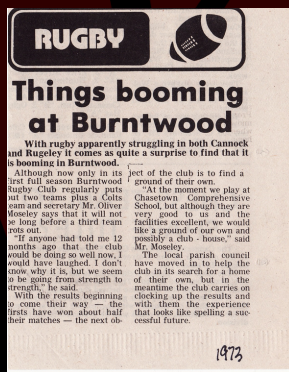 RUGBY
Things booming
at Burntwood
With rugby apparently struggling in both Cannock
and Rugeley it comes as quite a surprise to find that it
is booming in Burntwood.
Although now only in its
first full season Burntwood
Rugby Club regularly puts
out two teams plus a Colts
team and secretary Mr. Oliver
Moseley says that it will not
be long before a third team
trots out.
"If anyone had told me 12
months ago that the club
would be doing so well now, I
would have laughed. I don't
know why it is, but we seem
to be going from strength to
strength," he said.
With the results beginning
to come their way — the
firsts have won about half
their matches — the next ob-
ject of the club is to find a
ground of their own.
"At the moment we play at
Chasetown Comprehensive
School, but although they are
very good to us and the
facilities excellent, we would
like a ground of our own and
possibly a club - house," said
Mr. Moseley.
The local parish council
have moved in to help the
club in its search for a home
of their own, but in the
meantime the club carries on
clocking up the results and
with them the experience
that looks like spelling a suc-
cessful future.
1973